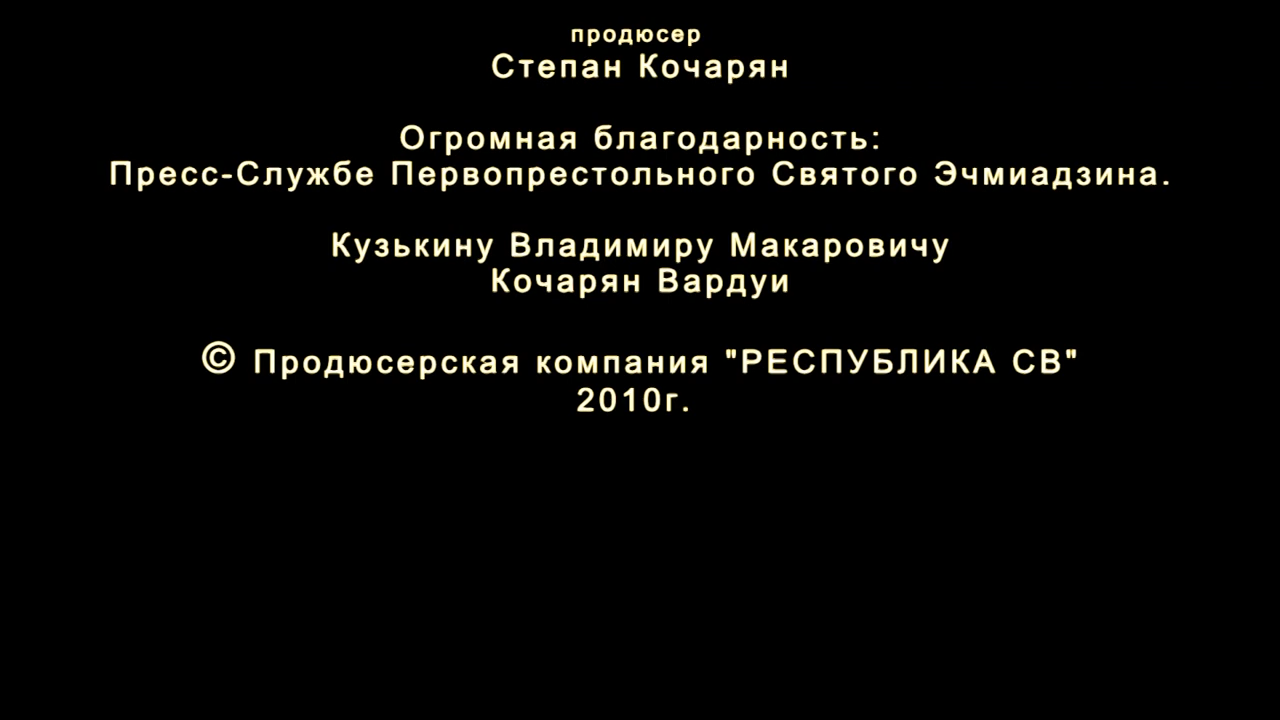 продюсер
Степан Кочарян
Огромная благодарность:
Пресс-Службе Первопрестольного Святого Эчмиадзина.
Кузькину Владимиру Макаровичу
Кочарян Вардуи
© Продюсерская компания "РЕСПУБЛИКА СВ"
2010г.